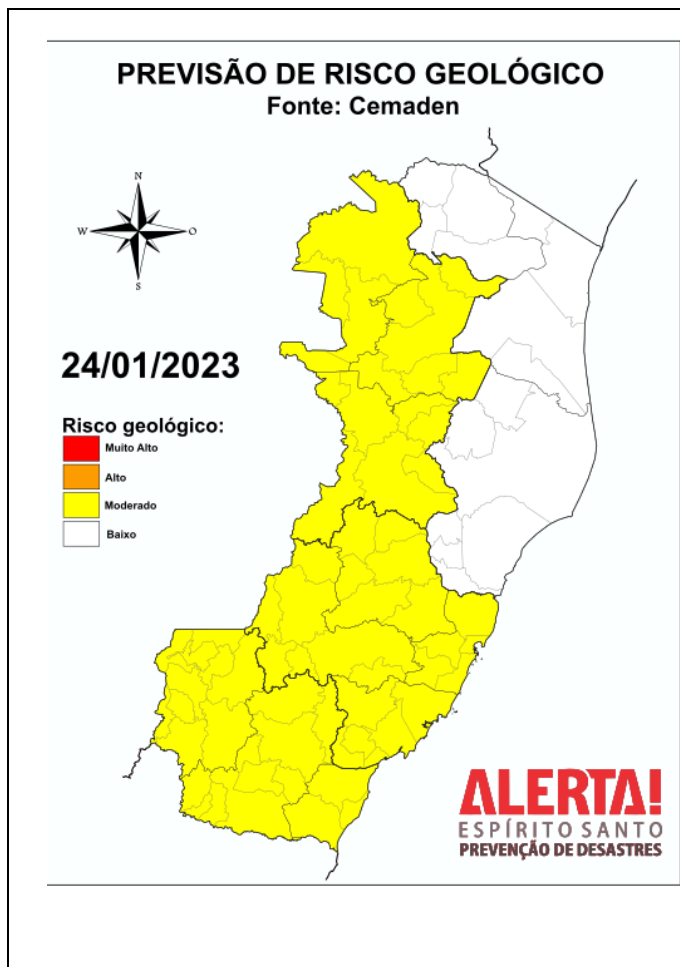 PREVISÃO DE RISCO GEOLÓGICO
Fonte: Cemaden
N
W
O
S
24/01/2023
Risco geológico:
Muito Alto
Alto
Moderado
Baixo
ALERTA!
ESPÍRITO SANTO
PREVENÇÃO DE DESASTRES